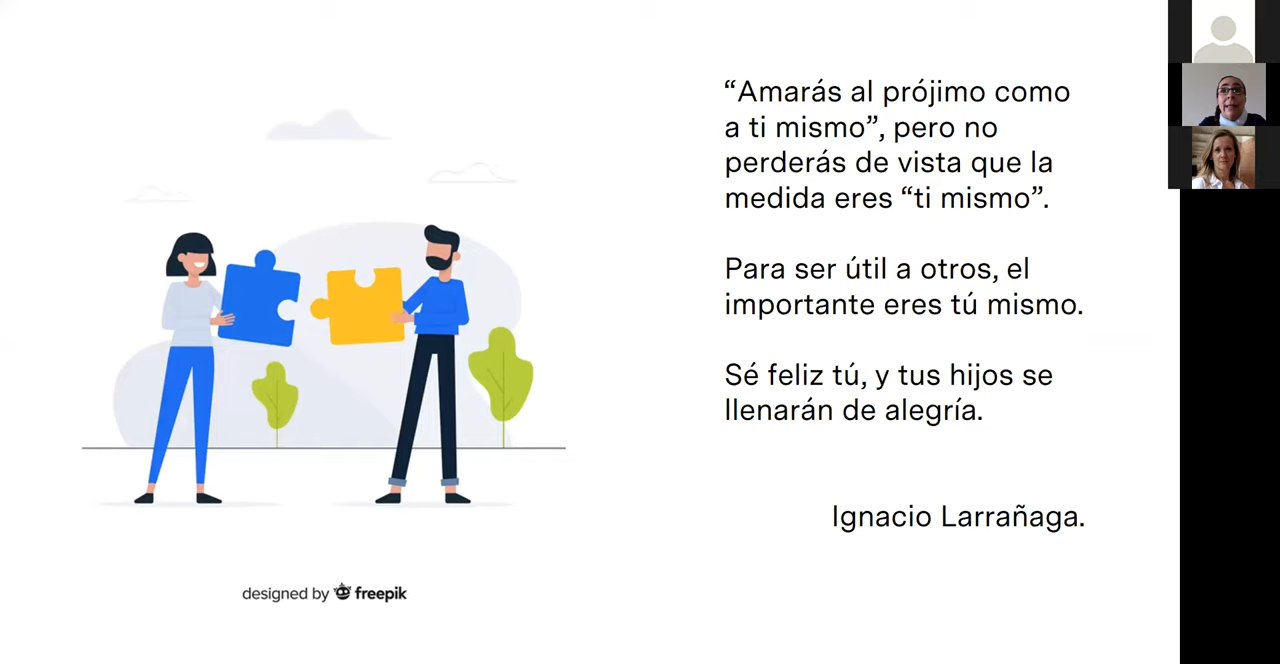 “Amarás al prójimo como
a ti mismo”, pero no
perderás de vista que la
medida eres “ti mismo”.
Para ser útil a otros, el
importante eres tú mismo.
Sé feliz tú, y tus hijos se
llenarán de alegría.
Ignacio Larrañaga.
designed by freepik